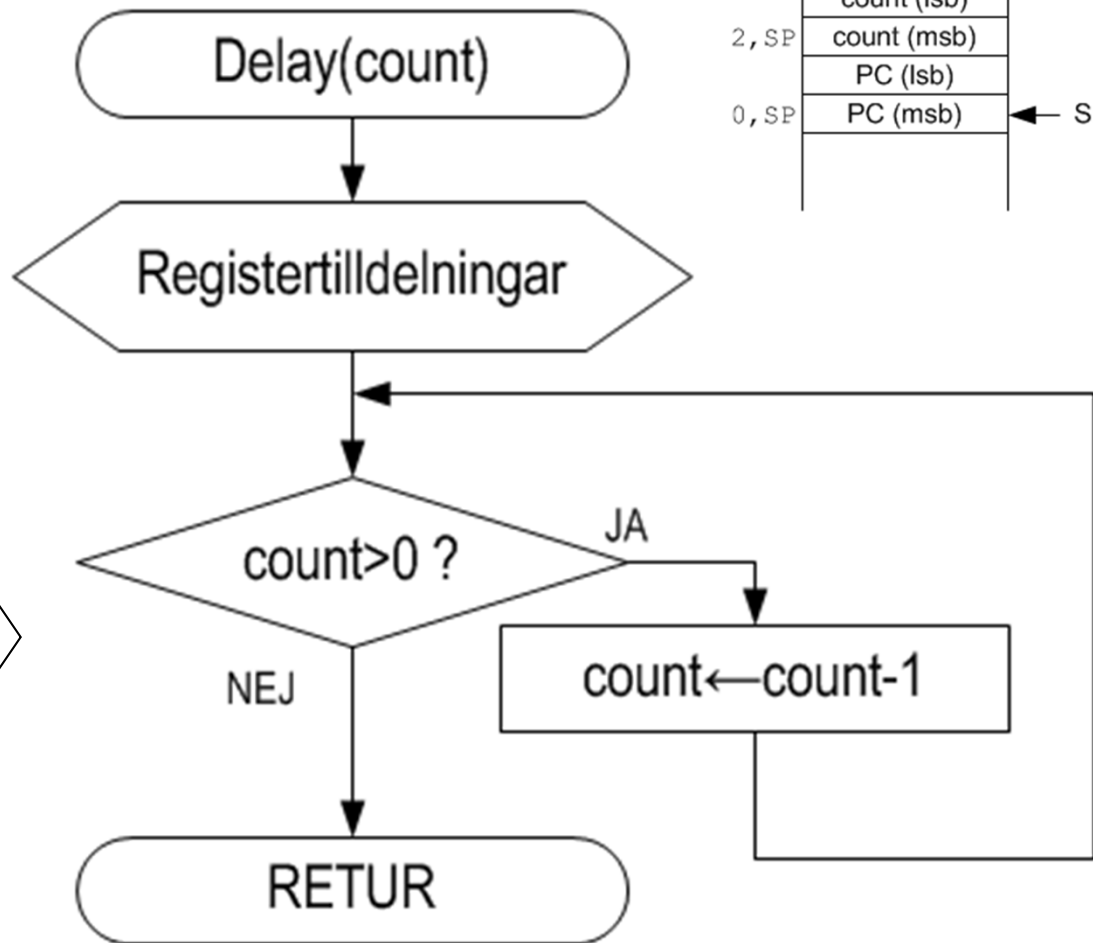 Delay(count)
Registertilldelningar
count>0 ?
JA
NEJ
count←count-1
RETUR
count (lsb)
2,SP count (msb)
PC (lsb)
0,SP PC (msb) S